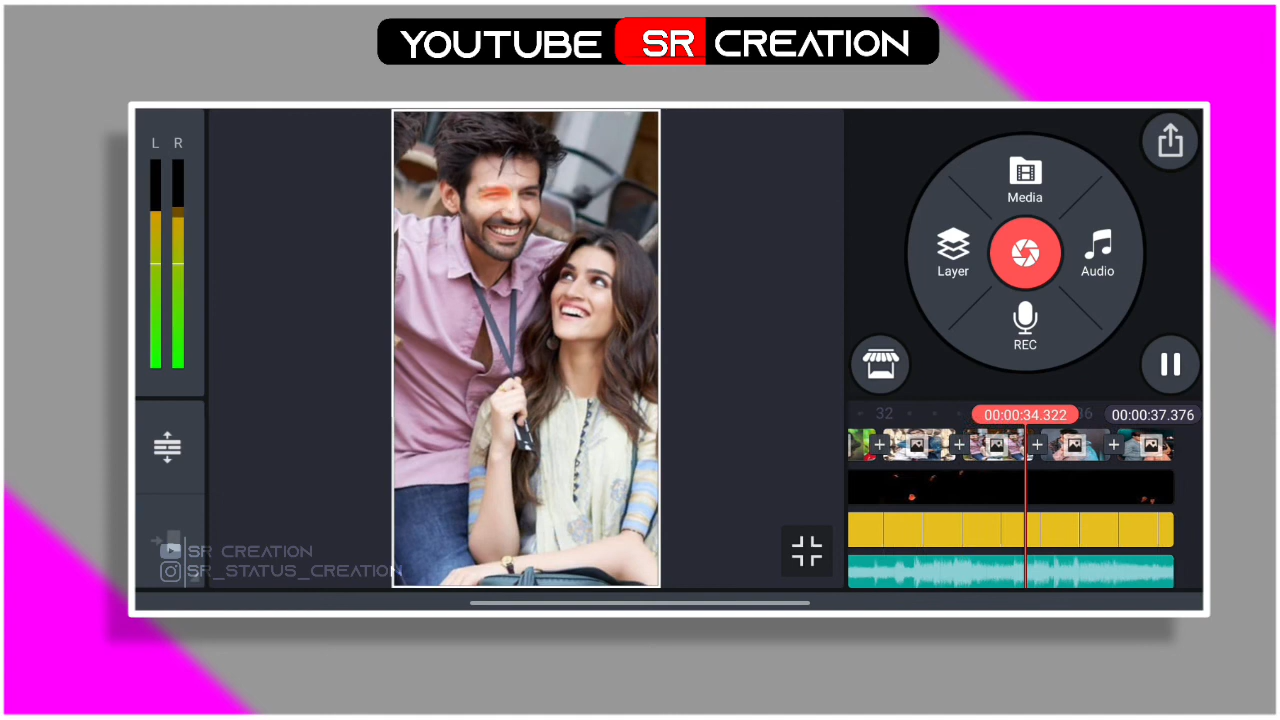 YOUTUBE SR CREATION
L R
Media
Layer
Audio
REC
32
00:00:34.322
36
00:00:37.376
SR CREATION
SR_STATUS_CREATION